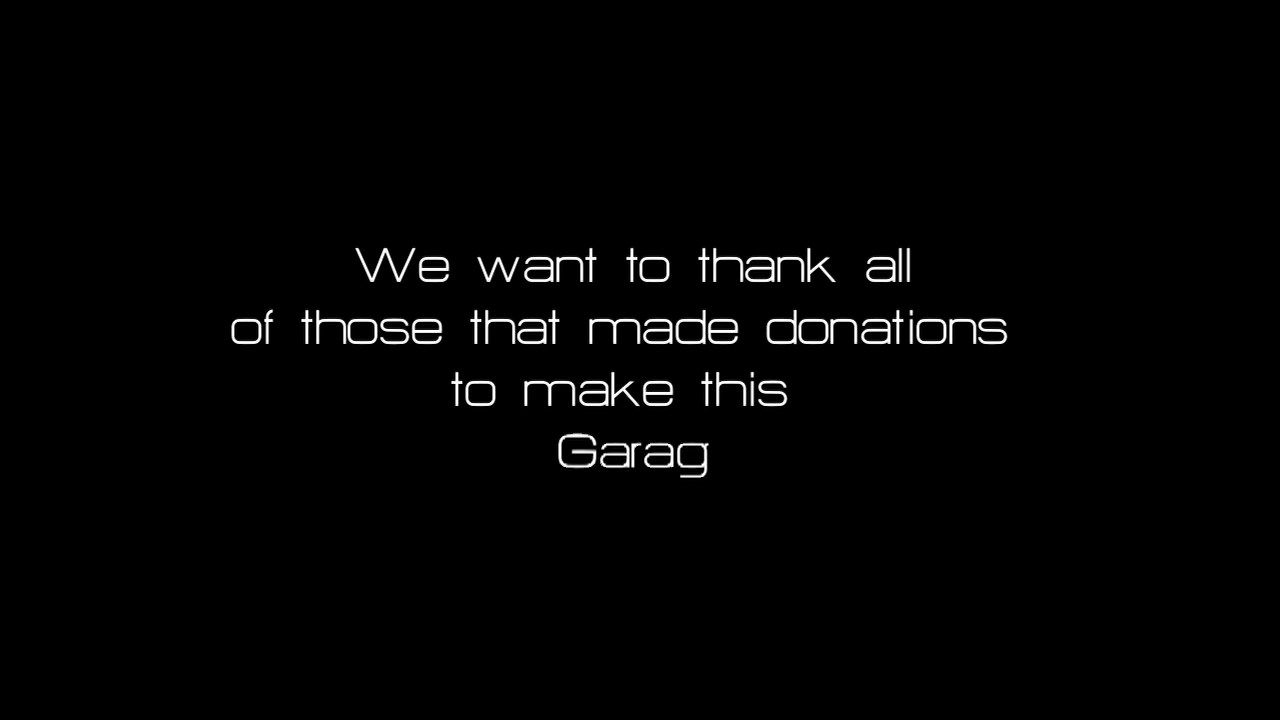 We want to thank all
of those that made donations
to make this
Garag